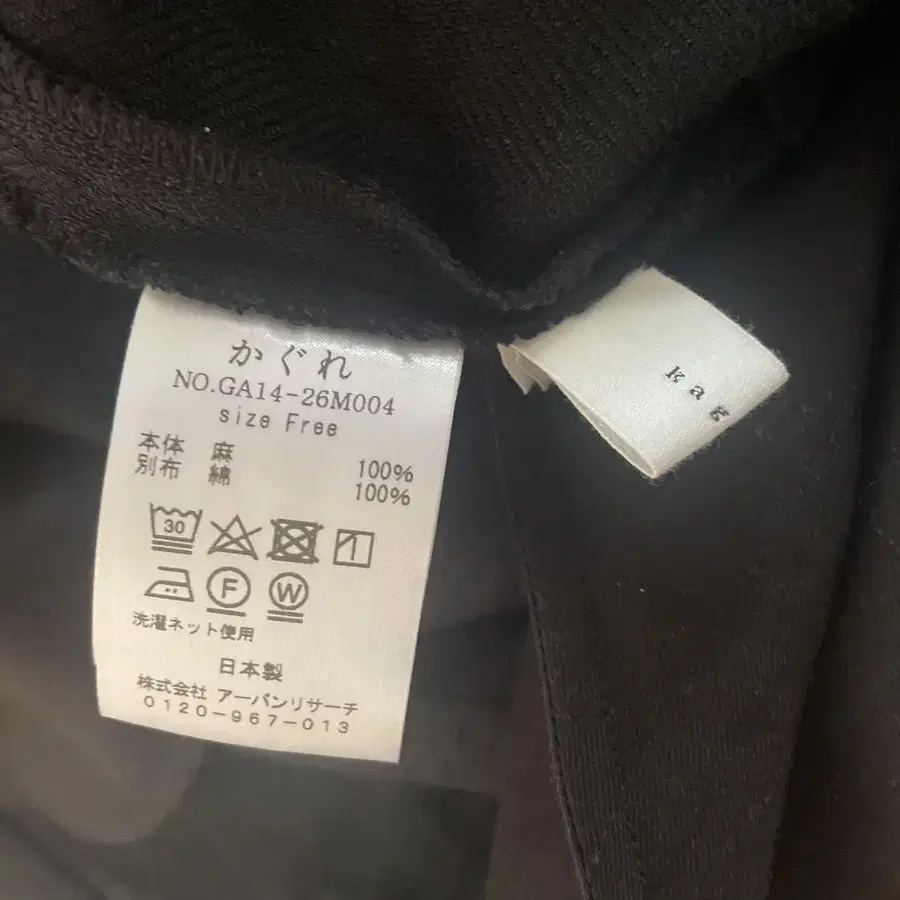 かぐれ
NO.GA14-26M004
size Free
本体 麻 100%
別布 綿 100%
30
F W
洗濯ネット使用
日本製
株式会社 アーバンリサーチ
0120-967-013
kag